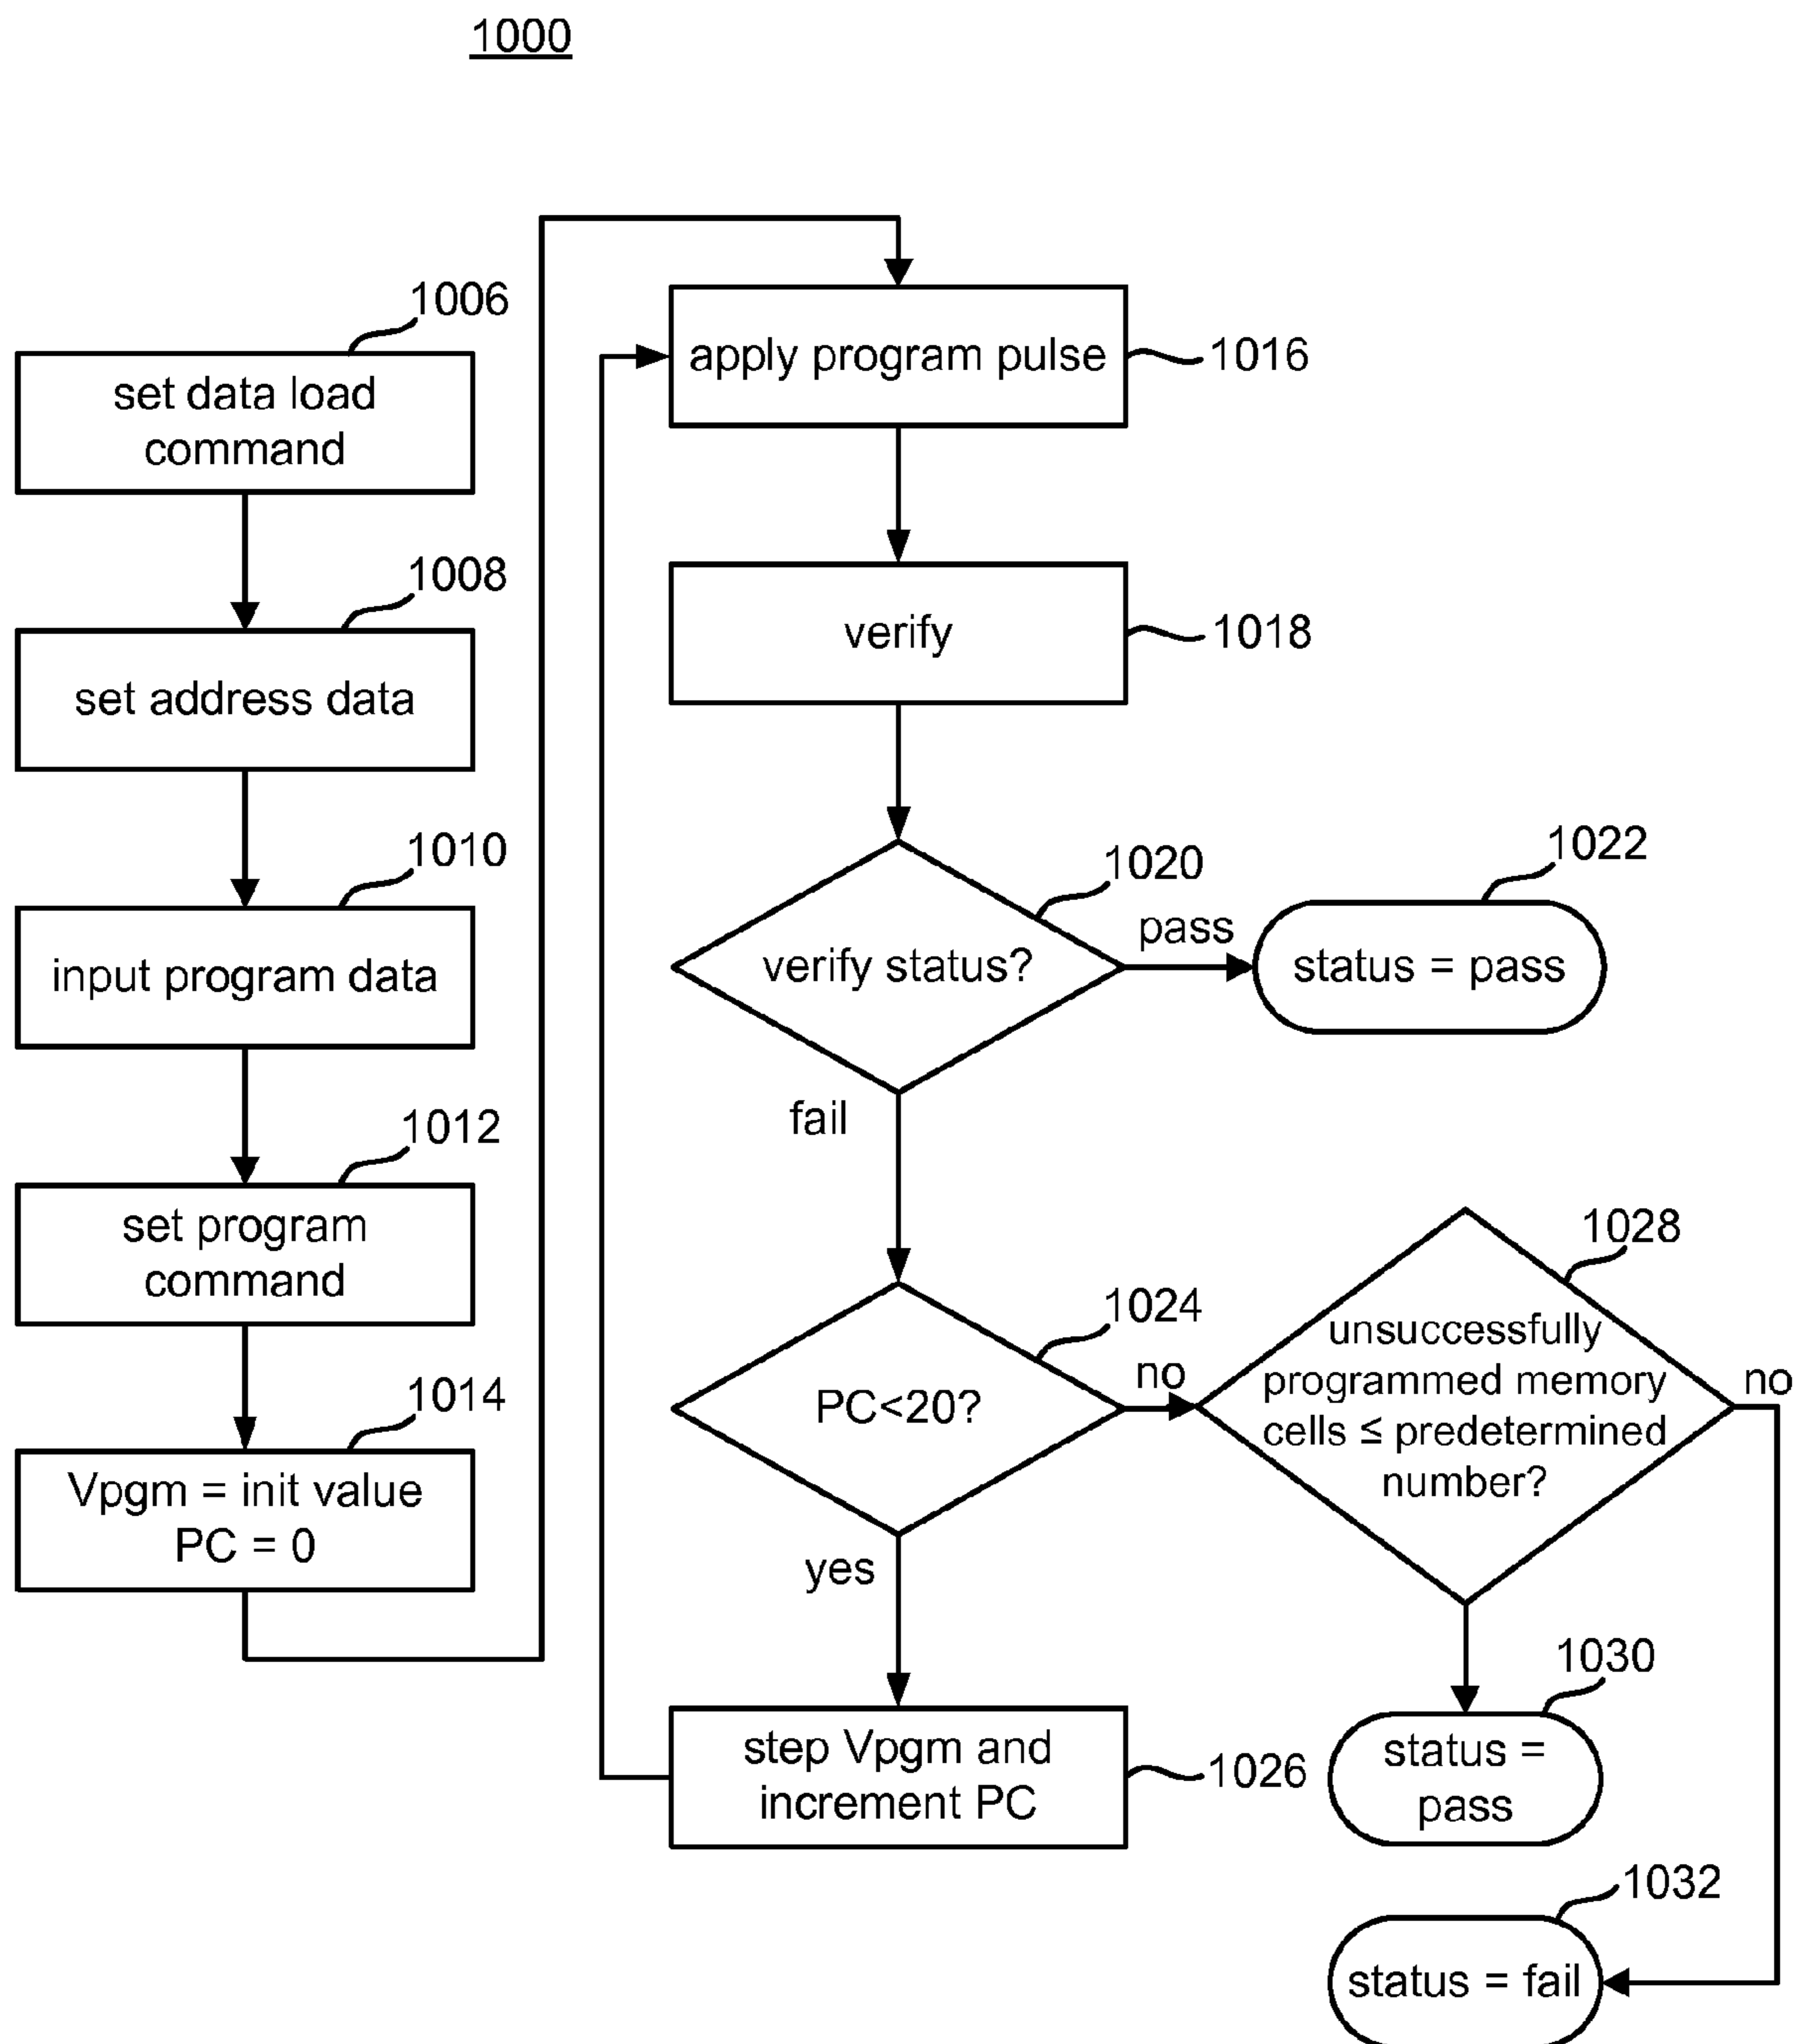 1000
1006
set data load
command
1008
set address data
1010
input program data
1012
set program
command
1014
Vpgm = init value
PC = 0
apply program pulse
1016
verify
1018
1020
verify status?
pass
1022
status = pass
fail
1024
PC<20?
no
1028
unsuccessfully
programmed memory
cells ≤ predetermined
number?
no
yes
step Vpgm and
increment PC
1026
1030
status =
pass
1032
status = fail